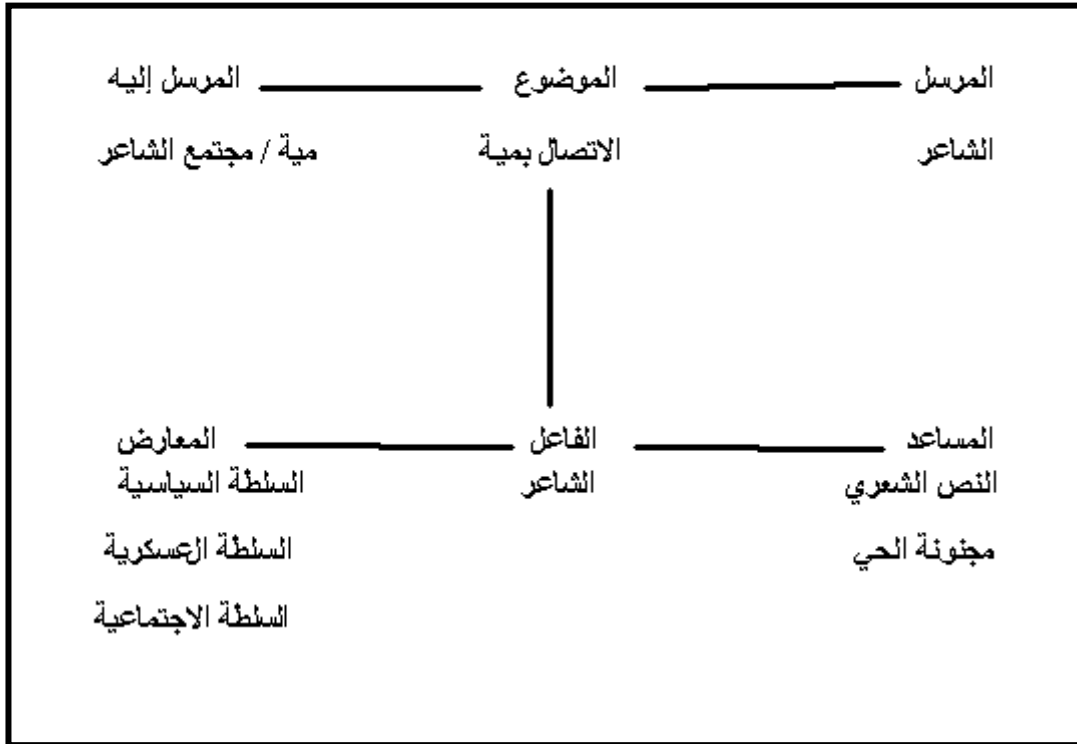 المرسل الموضوع المرسل إليه
الشاعر الاتصال بمية مية / مجتمع الشاعر
المساعد الفاعل المعارض
النص الشعري الشاعر السلطة السياسية
مجنونة الحي السلطة العسكرية
السلطة الاجتماعية